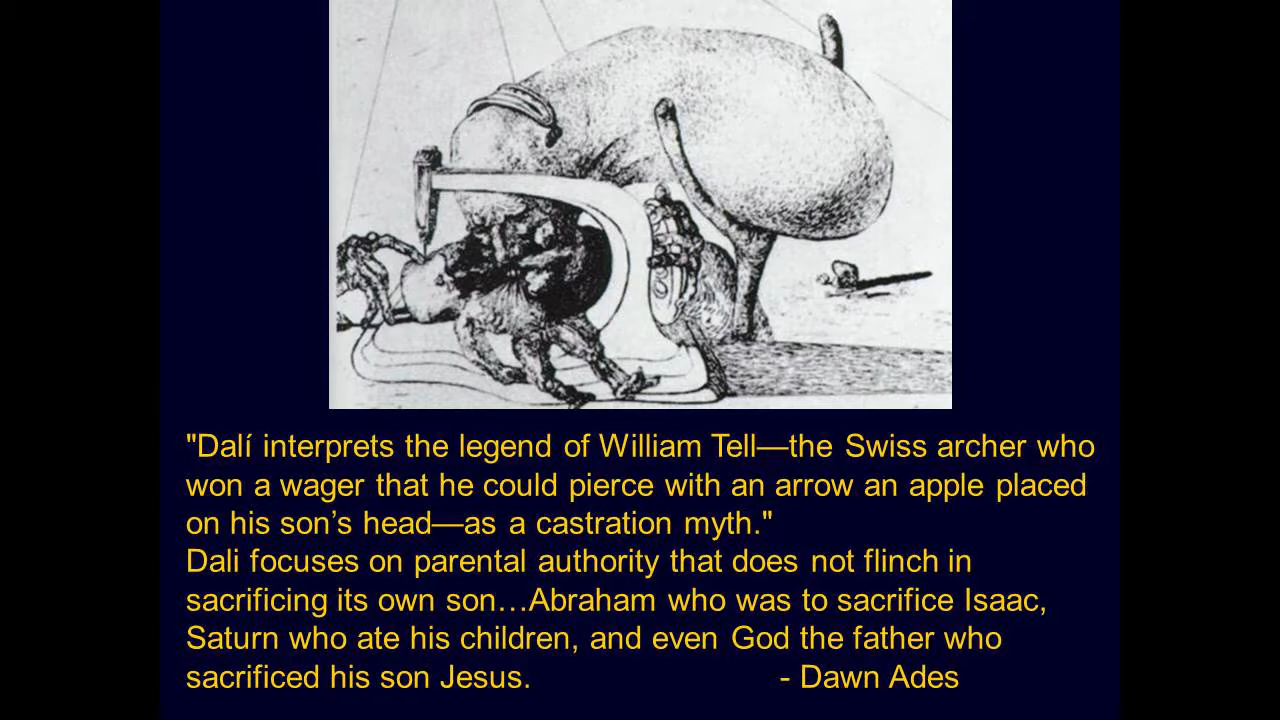 "Dalí interprets the legend of William Tell—the Swiss archer who
won a wager that he could pierce with an arrow an apple placed
on his son’s head—as a castration myth."
Dali focuses on parental authority that does not flinch in
sacrificing its own son…Abraham who was to sacrifice Isaac,
Saturn who ate his children, and even God the father who
sacrificed his son Jesus. - Dawn Ades